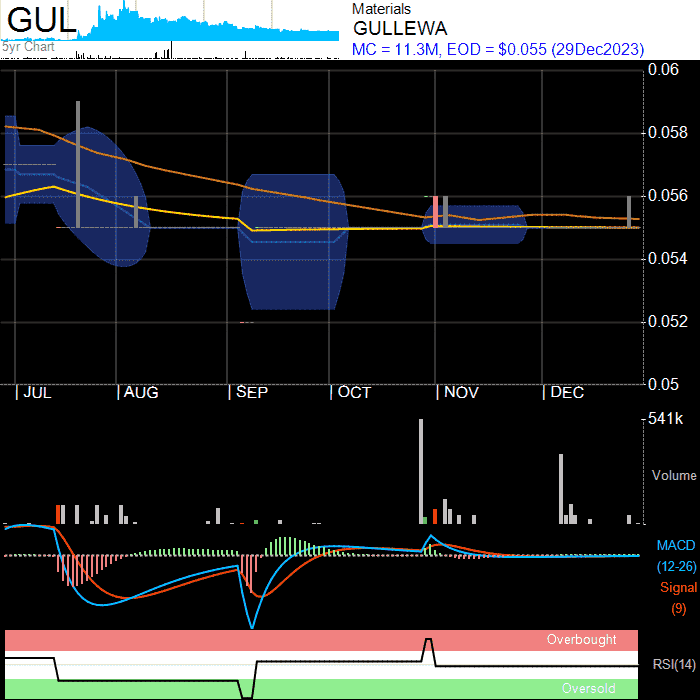 GUL
5yr Chart
Materials
GULLEWA
MC = 11.3M, EOD = $0.055 (29Dec2023)
0.06
0.058
0.056
0.054
0.052
0.05
JUL AUG SEP OCT NOV DEC
541k
Volume
MACD
(12-26)
Signal
(9)
Overbought
RSI(14)
Oversold